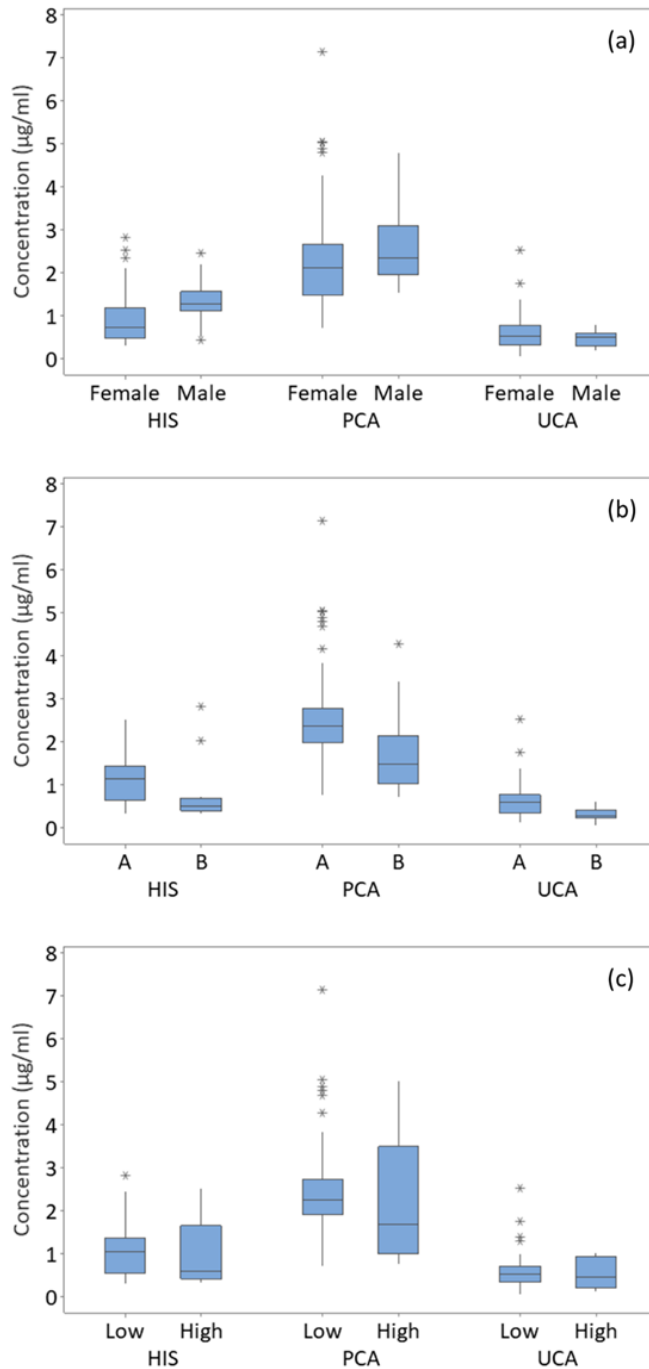 8
(a)
7
6
5
4
3
2
1
0
Concentration (µg/ml)
Female Male Female Male Female Male
HIS PCA UCA
8
(b)
7
6
5
4
3
2
1
0
Concentration (µg/ml)
A B A B A B
HIS PCA UCA
8
(c)
7
6
5
4
3
2
1
0
Concentration (µg/ml)
Low High Low High Low High
HIS PCA UCA